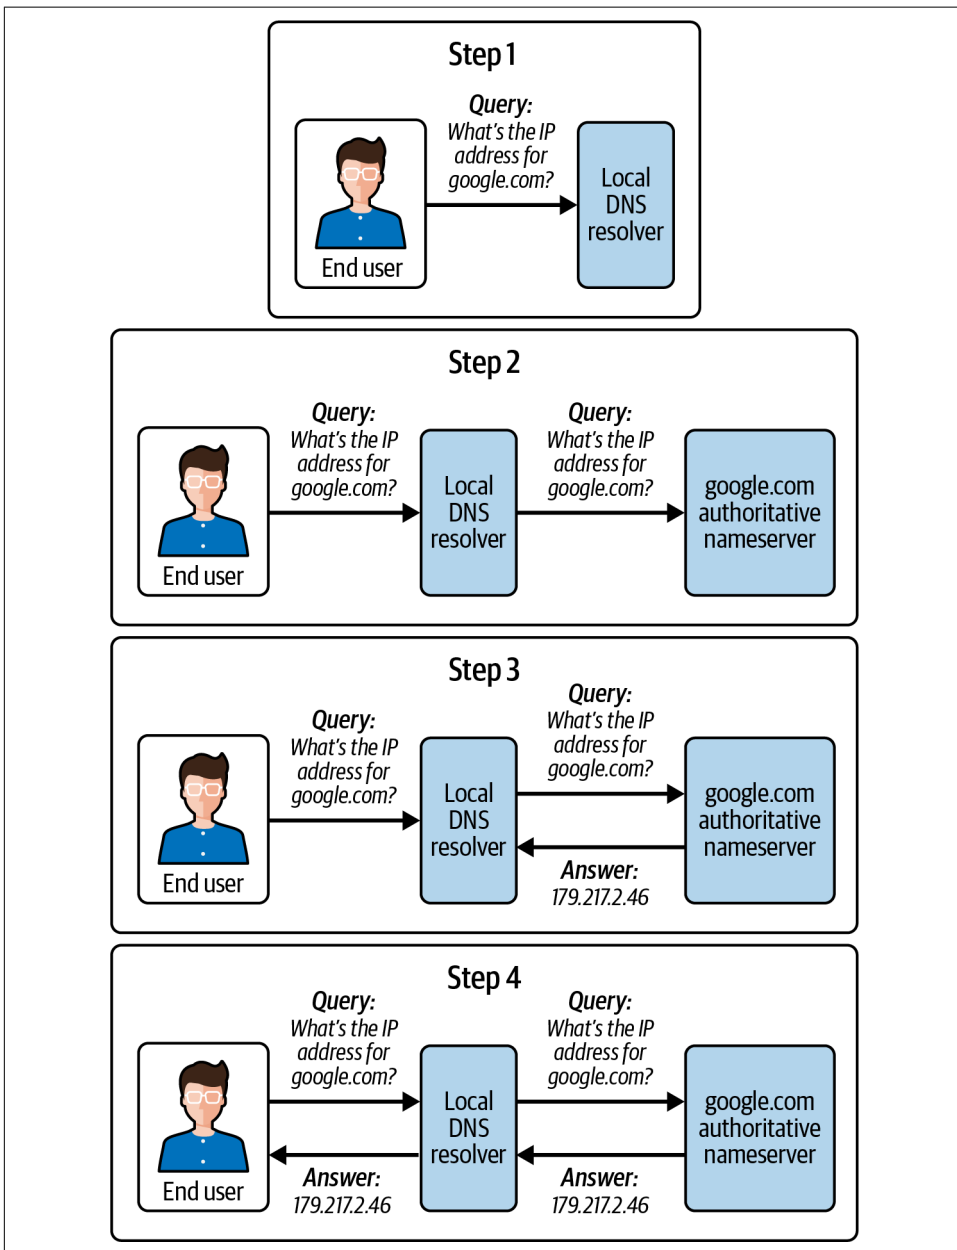 Step 1
Query:
What's the IP
address for
google.com?
End user
Local
DNS
resolver
Step 2
Query:
What's the IP
address for
google.com?
Query:
What's the IP
address for
google.com?
End user
Local
DNS
resolver
google.com
authoritative
nameserver
Step 3
Query:
What's the IP
address for
google.com?
Query:
What's the IP
address for
google.com?
End user
Local
DNS
resolver
google.com
authoritative
nameserver
Answer:
179.217.2.46
Step 4
Query:
What's the IP
address for
google.com?
Query:
What's the IP
address for
google.com?
End user
Local
DNS
resolver
google.com
authoritative
nameserver
Answer:
179.217.2.46
Answer:
179.217.2.46